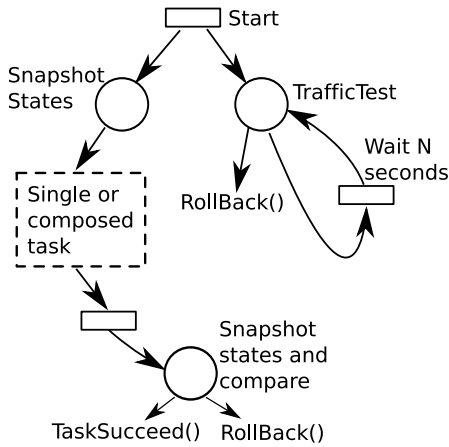 Start
Snapshot
States
TrafficTest
Wait N
seconds
Single or
composed
task
RollBack()
Snapshot
states and
compare
TaskSucceed()
RollBack()